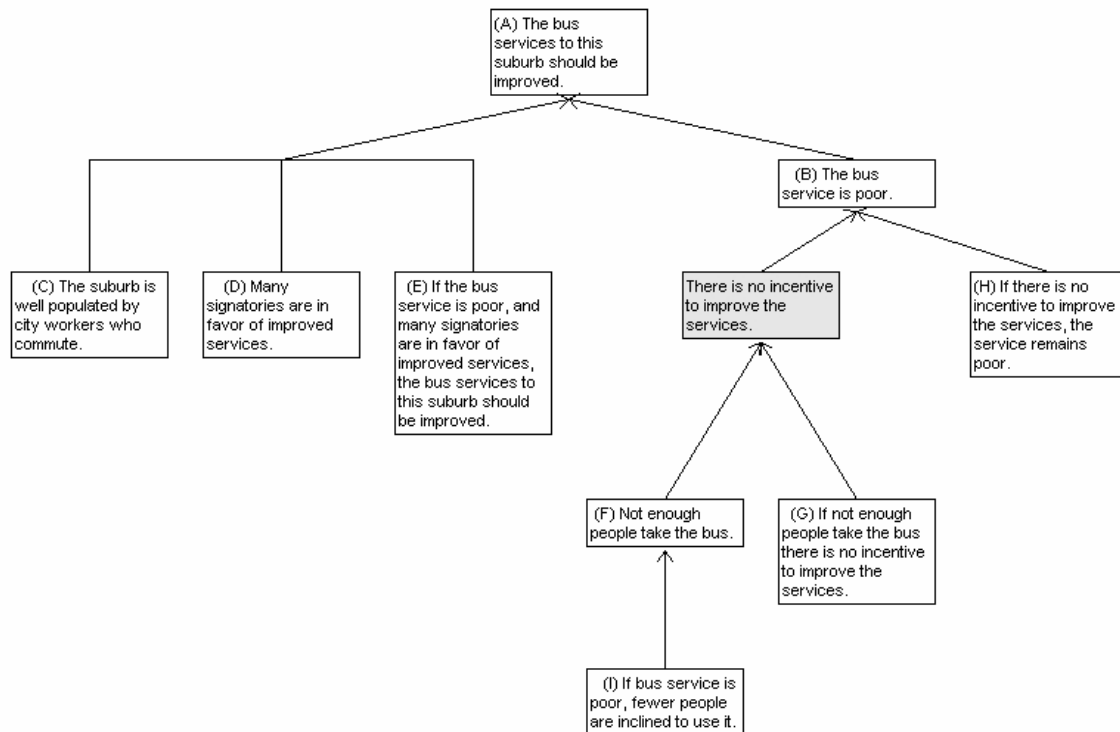 (A) The bus
services to this
suburb should be
improved.
(B) The bus
service is poor.
(C) The suburb is
well populated by
city workers who
commute.
(D) Many
signatories are in
favor of improved
services.
(E) If the bus
service is poor, and
many signatories
are in favor of
improved services,
the bus services to
this suburb should
be improved.
There is no incentive
to improve the
services.
(H) If there is no
incentive to improve
the services, the
service remains
poor.
(F) Not enough
people take the bus.
(G) If not enough
people take the bus
there is no incentive
to improve the
services.
(I) If bus service is
poor, fewer people
are inclined to use it.